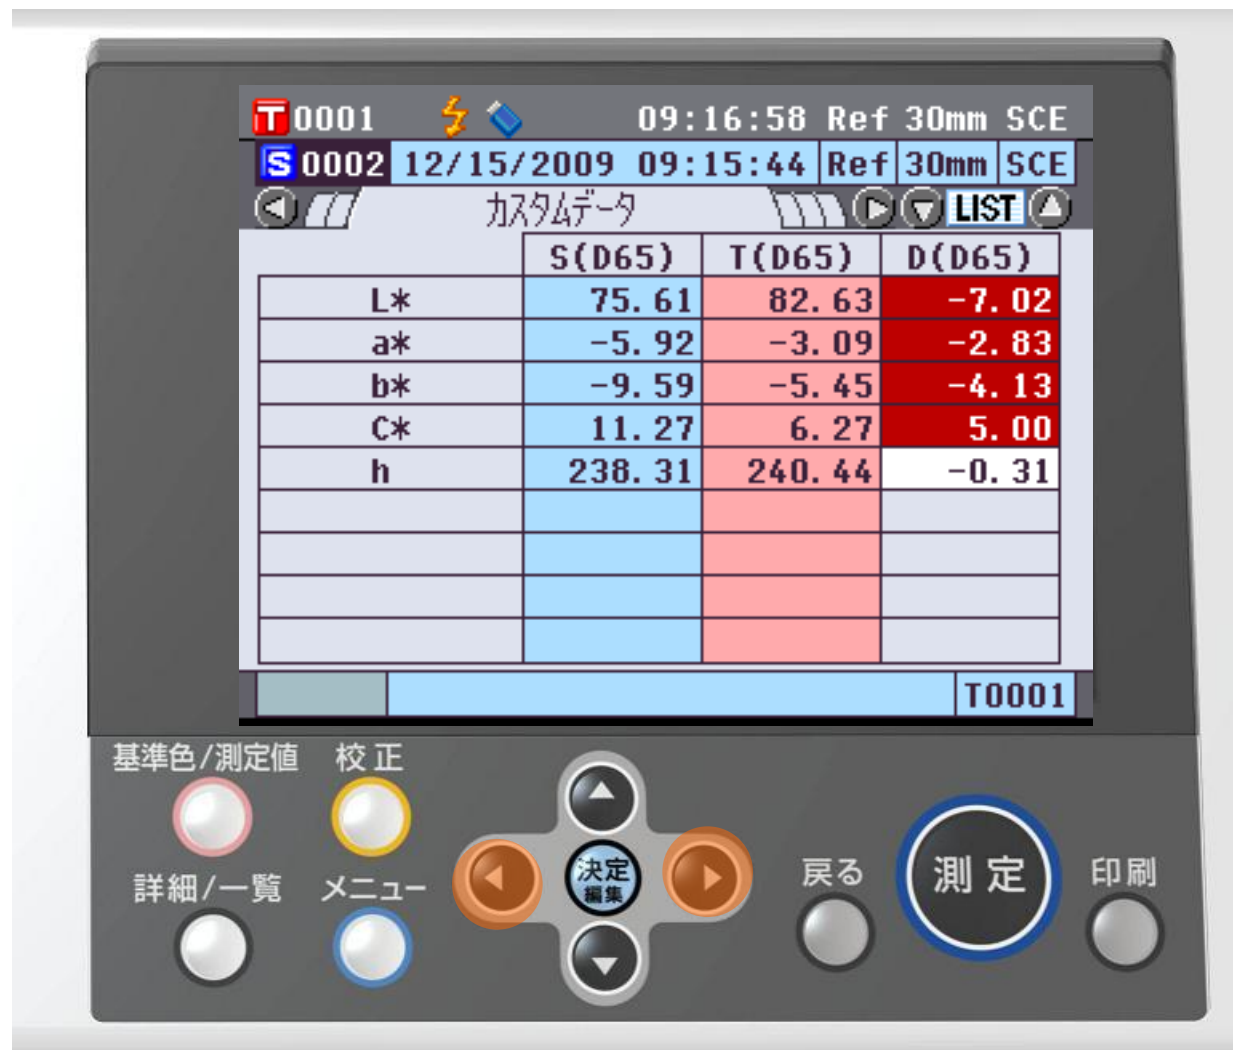 T 0001 09:16:58 Ref 30mm SCE
S 0002 12/15/2009 09:15:44 Ref 30mm SCE
カスタムデータ LIST
S(D65) T(D65) D(D65)
L* 75.61 82.63 -7.02
a* -5.92 -3.09 -2.83
b* -9.59 -5.45 -4.13
C* 11.27 6.27 5.00
h 238.31 240.44 -0.31
T0001
基準色/測定値 校正
詳細/一覧 メニュー
決定
編集
戻る
測定
印刷